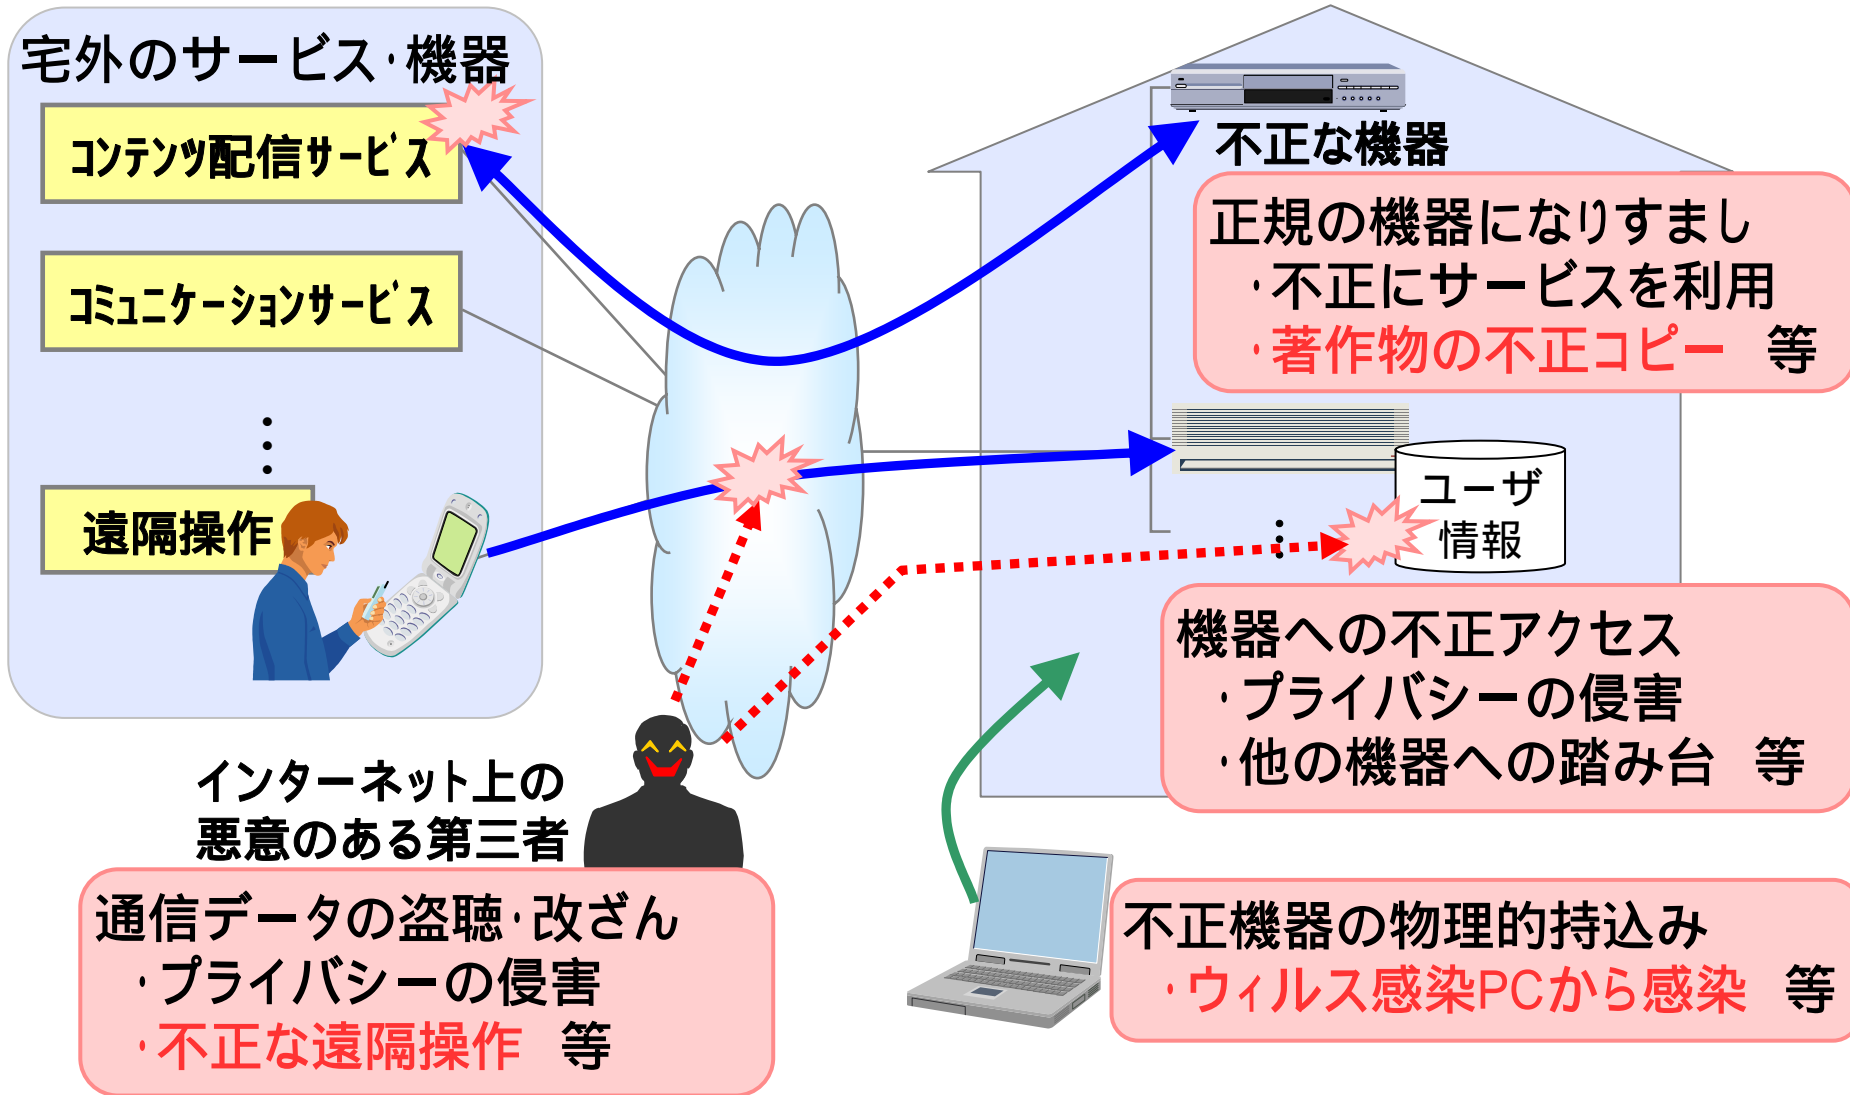 宅外のサービス・機器
コンテンツ配信サービス
コミュニケーションサービス
遠隔操作
不正な機器
正規の機器になりすまし
・不正にサービスを利用
・著作物の不正コピー 等
ユーザ
情報
機器への不正アクセス
・プライバシーの侵害
・他の機器への踏み台 等
インターネット上の
悪意のある第三者
通信データの盗聴・改ざん
・プライバシーの侵害
・不正な遠隔操作 等
不正機器の物理的持込み
・ウィルス感染PCから感染 等